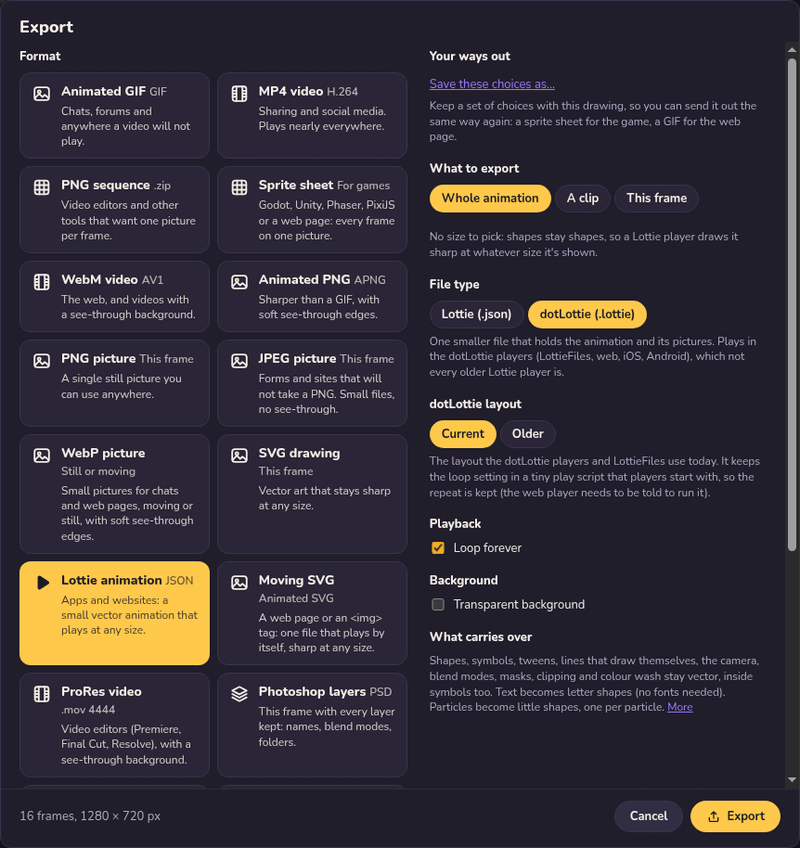 Export
Format
Animated GIF GIF
Chats, forums and
anywhere a video will not
play.
MP4 video H.264
Sharing and social media.
Plays nearly everywhere.
PNG sequence .zip
Video editors and other
tools that want one picture
per frame.
Sprite sheet For games
Godot, Unity, Phaser, PixiJS
or a web page: every frame
on one picture.
WebM video AV1
The web, and videos with
a see-through background.
Animated PNG APNG
Sharper than a GIF, with
soft see-through edges.
PNG picture This frame
A single still picture you
can use anywhere.
JPEG picture This frame
Forms and sites that will
not take a PNG. Small files,
no see-through.
WebP picture
Still or moving
Small pictures for chats
and web pages, moving or
still, with soft see-through
edges.
SVG drawing
This frame
Vector art that stays sharp
at any size.
Lottie animation JSON
Apps and websites: a
small vector animation that
plays at any size.
Moving SVG
Animated SVG
A web page or an <img>
tag: one file that plays by
itself, sharp at any size.
ProRes video
.mov 4444
Video editors (Premiere,
Final Cut, Resolve), with a
see-through background.
Photoshop layers PSD
This frame with every layer
kept: names, blend modes,
folders.
Your ways out
Save these choices as...
Keep a set of choices with this drawing, so you can send it out the
same way again: a sprite sheet for the game, a GIF for the web
page.
What to export
Whole animation
A clip
This frame
No size to pick: shapes stay shapes, so a Lottie player draws it
sharp at whatever size it's shown.
File type
Lottie (.json)
dotLottie (.lottie)
One smaller file that holds the animation and its pictures. Plays in
the dotLottie players (LottieFiles, web, iOS, Android), which not
every older Lottie player is.
dotLottie layout
Current
Older
The layout the dotLottie players and LottieFiles use today. It keeps
the loop setting in a tiny play script that players start with, so the
repeat is kept (the web player needs to be told to run it).
Playback
Loop forever
Background
Transparent background
What carries over
Shapes, symbols, tweens, lines that draw themselves, the camera,
blend modes, masks, clipping and colour wash stay vector, inside
symbols too. Text becomes letter shapes (no fonts needed).
Particles become little shapes, one per particle. More
16 frames, 1280 × 720 px
Cancel
Export